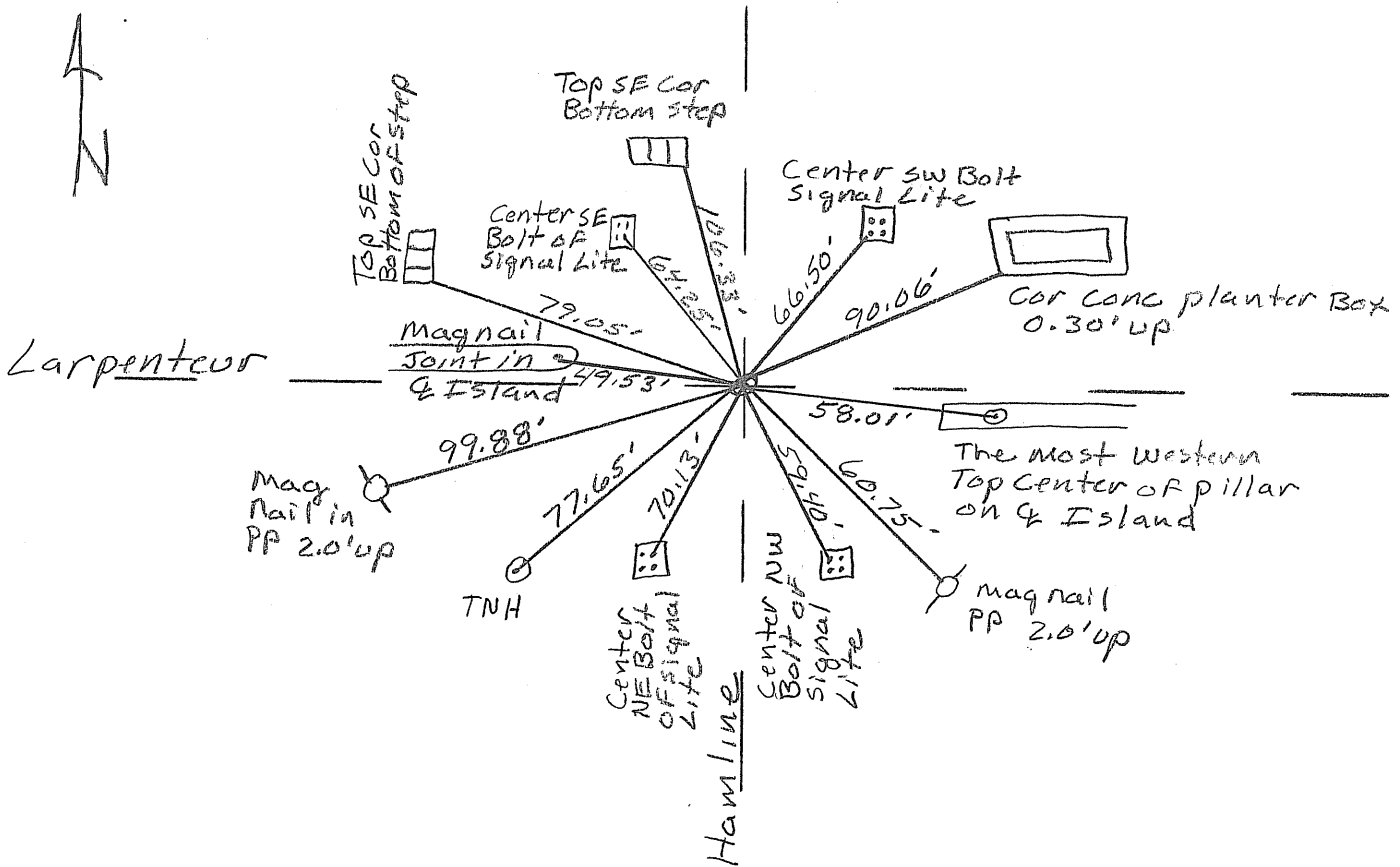 N
Top SE Cor
Bottom of step
Top SE Cor
Bottom step
Center SE
Bolt of
Signal Lite
Center SW Bolt
Signal Lite
79.05'
64.25'
106.33'
66.50'
90.06'
Cor Conc planter Box
0.30' up
Larpenteur
Magnail
Joint in
℄ Island
49.53'
58.01'
The most Western
Top Center of pillar
on ℄ Island
99.88'
Mag
Nail in
PP 2.0' up
77.65'
TNH
70.13'
Center
NE Bolt
of signal
Lite
59.40'
Center NW
Bolt of
Signal
Lite
60.75'
Mag nail
PP 2.0' up
Hamline